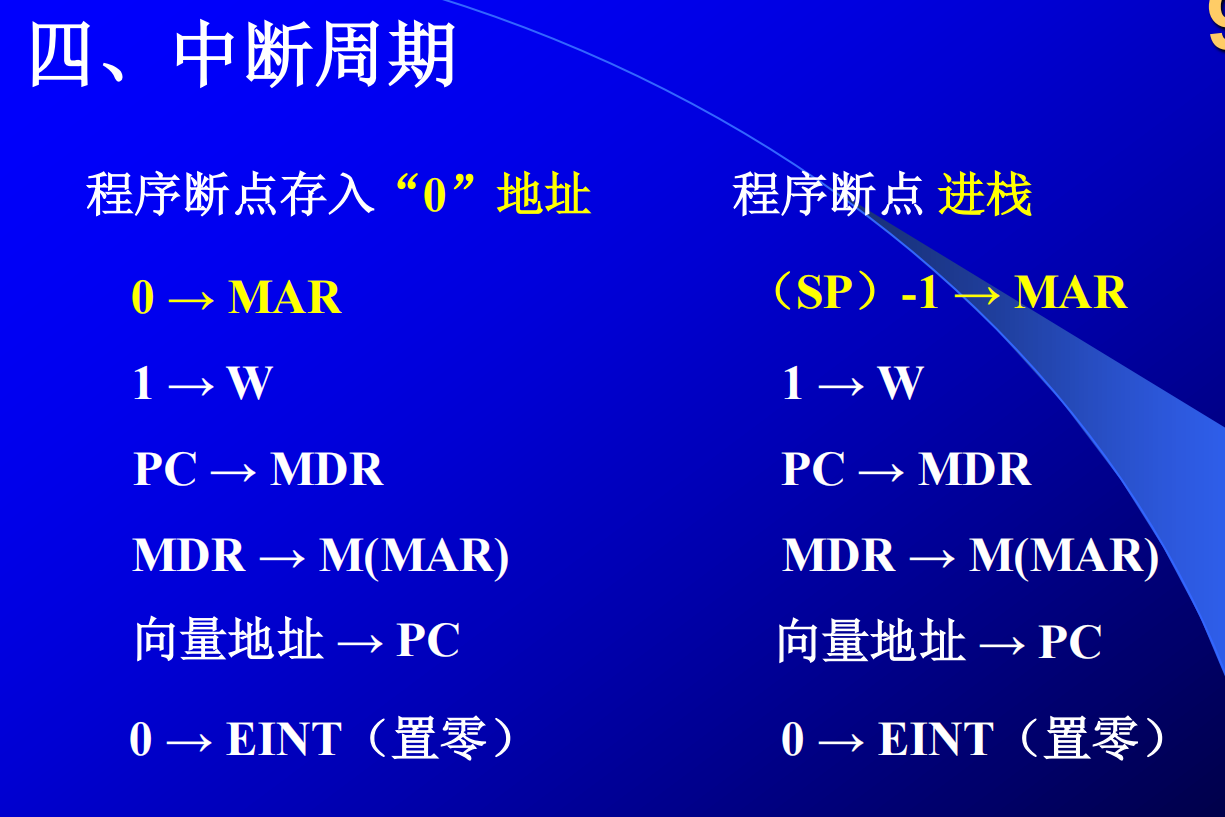 四、中断周期
程序断点存入“0”地址
0 → MAR
1 → W
PC → MDR
MDR → M(MAR)
向量地址 → PC
0 → EINT（置零）
程序断点 进栈
（SP）-1 → MAR
1 → W
PC → MDR
MDR → M(MAR)
向量地址 → PC
0 → EINT（置零）